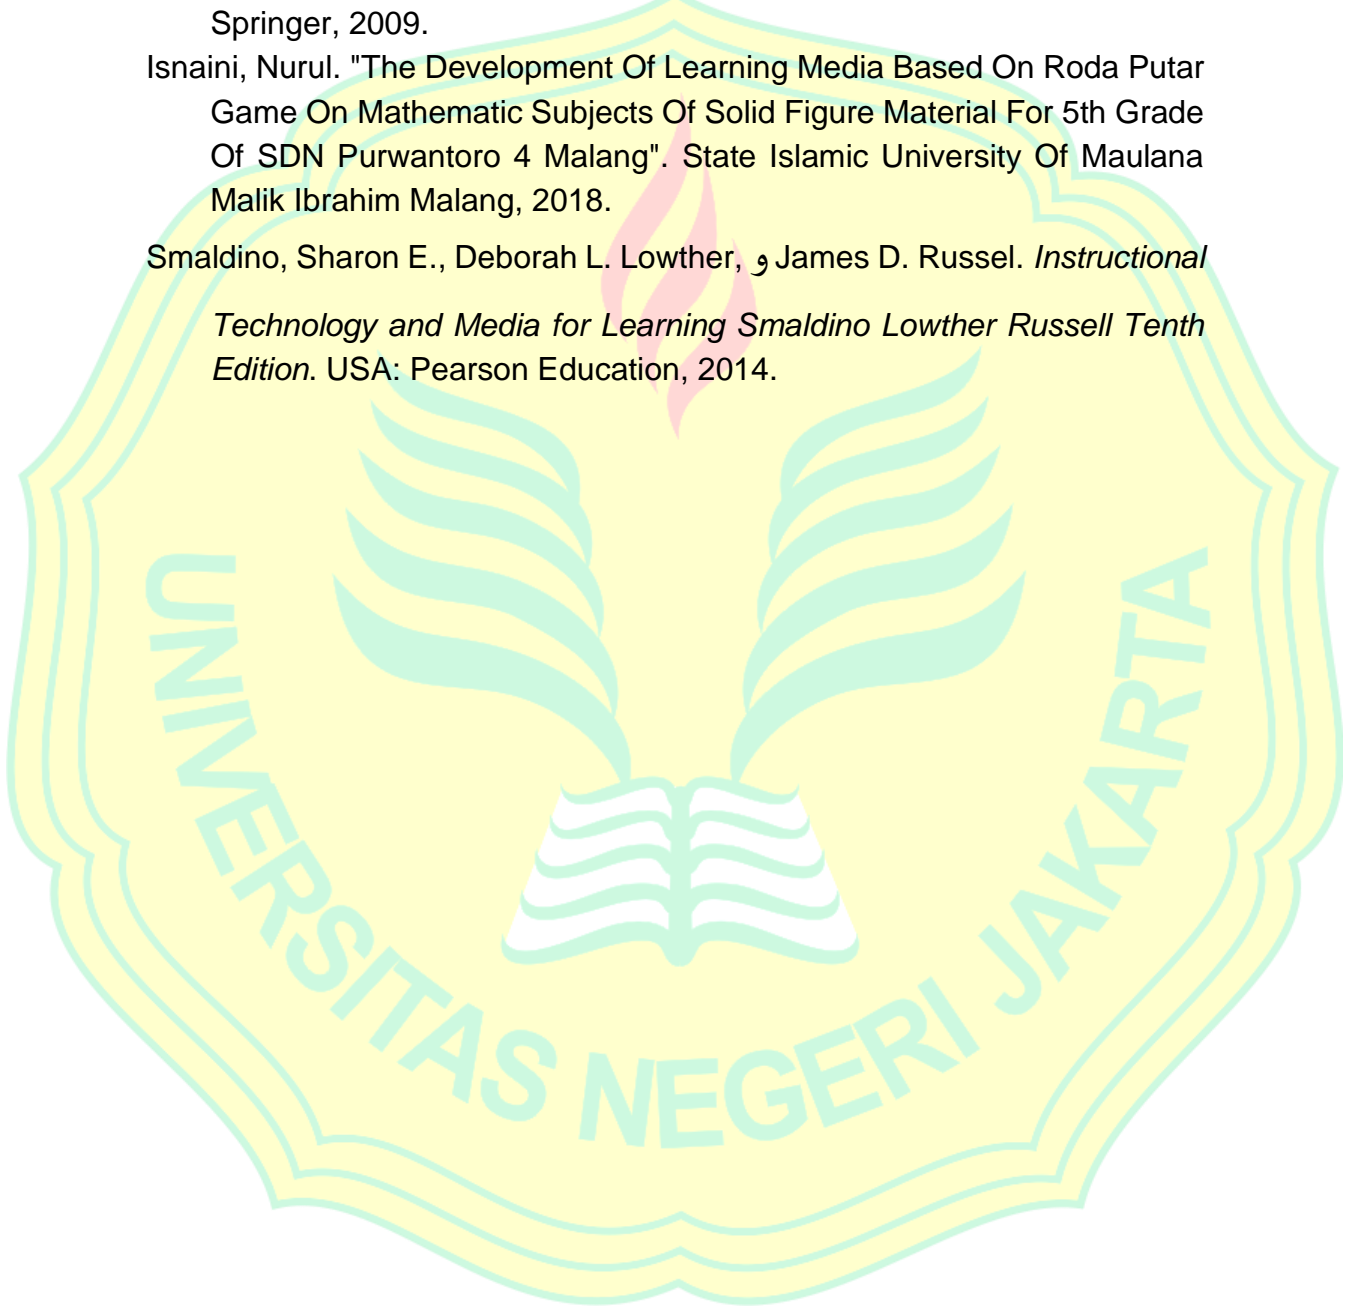 Springer, 2009.
Isnaini, Nurul. "The Development Of Learning Media Based On Roda Putar
Game On Mathematic Subjects Of Solid Figure Material For 5th Grade
Of SDN Purwantoro 4 Malang". State Islamic University Of Maulana
Malik Ibrahim Malang, 2018.
Smaldino, Sharon E., Deborah L. Lowther, و James D. Russel. Instructional
Technology and Media for Learning Smaldino Lowther Russell Tenth
Edition. USA: Pearson Education, 2014.
UNIVERSITAS NEGERI JAKARTA